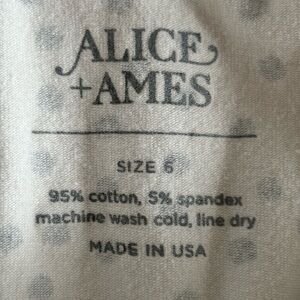 ALICE
+AMES
SIZE 6
95% cotton, 5% spandex
machine wash cold, line dry
MADE IN USA